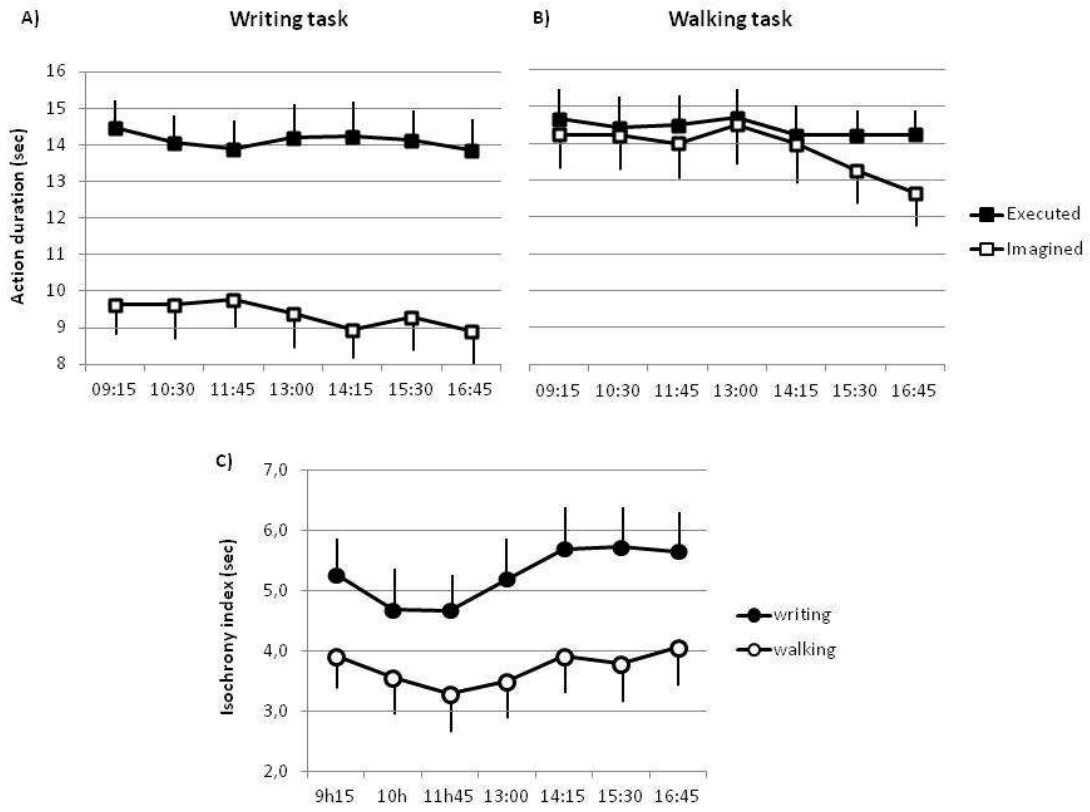 A) Writing task
B) Walking task
Action duration (sec)
16
15
14
13
12
11
10
9
8
09:15 10:30 11:45 13:00 14:15 15:30 16:45
09:15 10:30 11:45 13:00 14:15 15:30 16:45
Executed
Imagined
C)
Isochrony index (sec)
7,0
6,0
5,0
4,0
3,0
2,0
9h15 10h 11h45 13:00 14:15 15:30 16:45
writing
walking